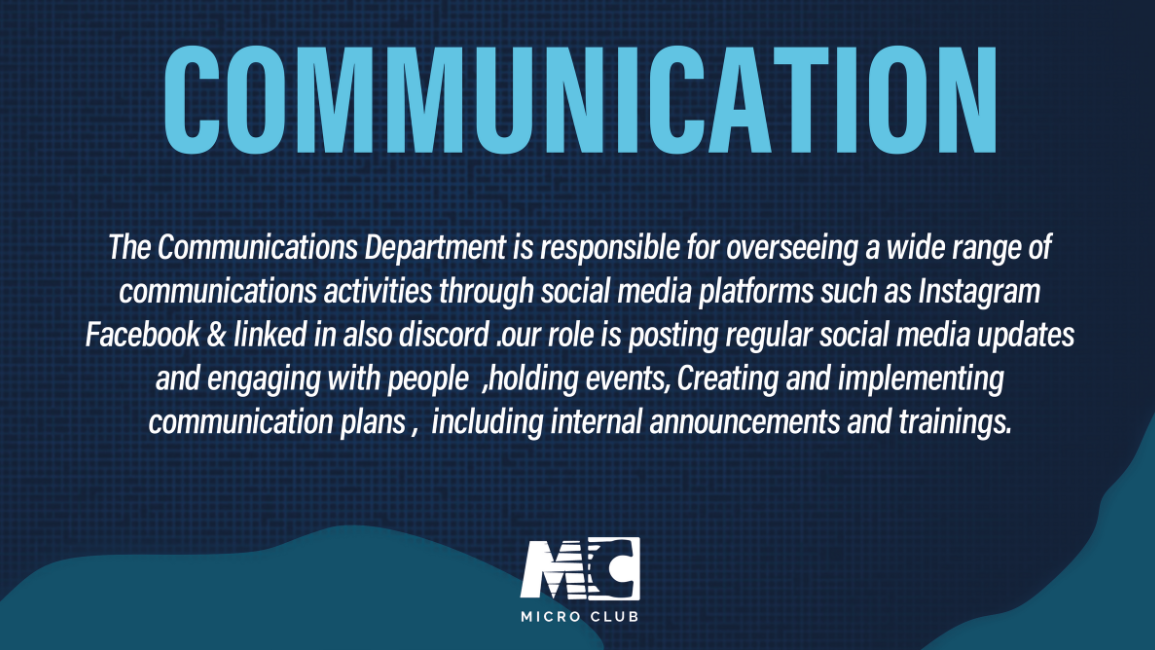 COMMUNICATION
The Communications Department is responsible for overseeing a wide range of
communications activities through social media platforms such as Instagram
Facebook & linked in also discord .our role is posting regular social media updates
and engaging with people  ,holding events, Creating and implementing
communication plans ,  including internal announcements and trainings.
MC
MICRO CLUB